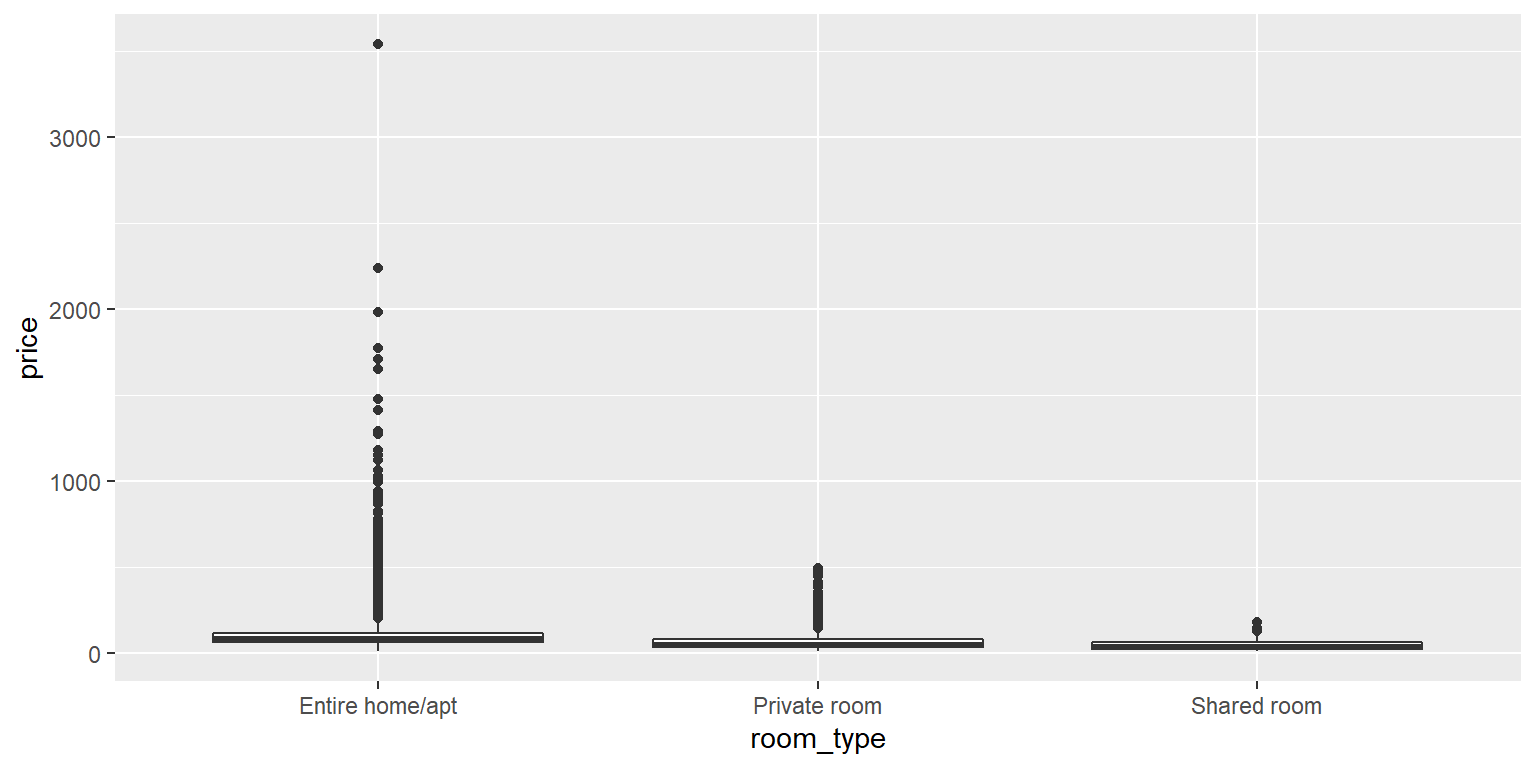 price
3000
2000
1000
0
Entire home/apt
Private room
Shared room
room_type